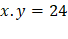 x.y = 24